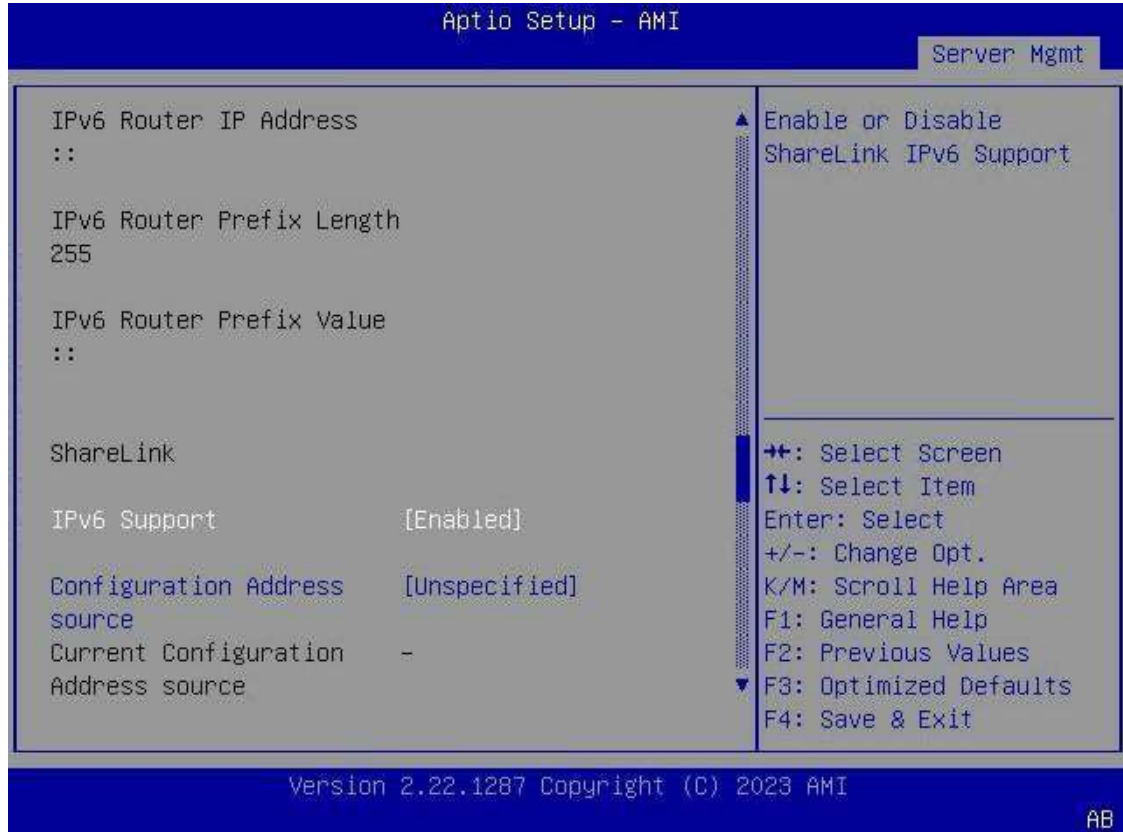 Aptio Setup – AMI
Server Mgmt
IPv6 Router IP Address
::
IPv6 Router Prefix Length
255
IPv6 Router Prefix Value
::
ShareLink
IPv6 Support [Enabled]
Configuration Address [Unspecified]
source
Current Configuration –
Address source
Enable or Disable
ShareLink IPv6 Support
→←: Select Screen
↑↓: Select Item
Enter: Select
+/-: Change Opt.
K/M: Scroll Help Area
F1: General Help
F2: Previous Values
F3: Optimized Defaults
F4: Save & Exit
Version 2.22.1287 Copyright (C) 2023 AMI
AB